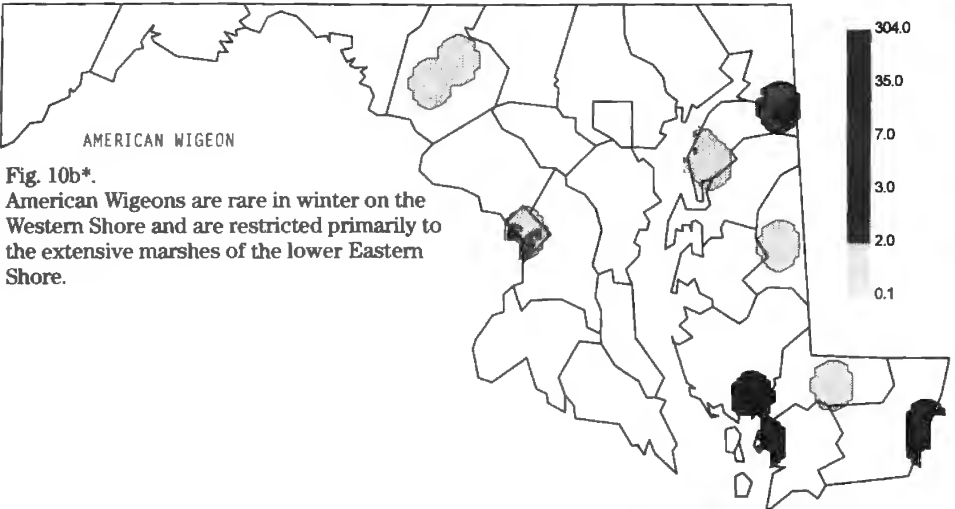 304.0
35.0
7.0
3.0
2.0
0.1
AMERICAN WIGEON
Fig. 10b*.
American Wigeons are rare in winter on the
Western Shore and are restricted primarily to
the extensive marshes of the lower Eastern
Shore.